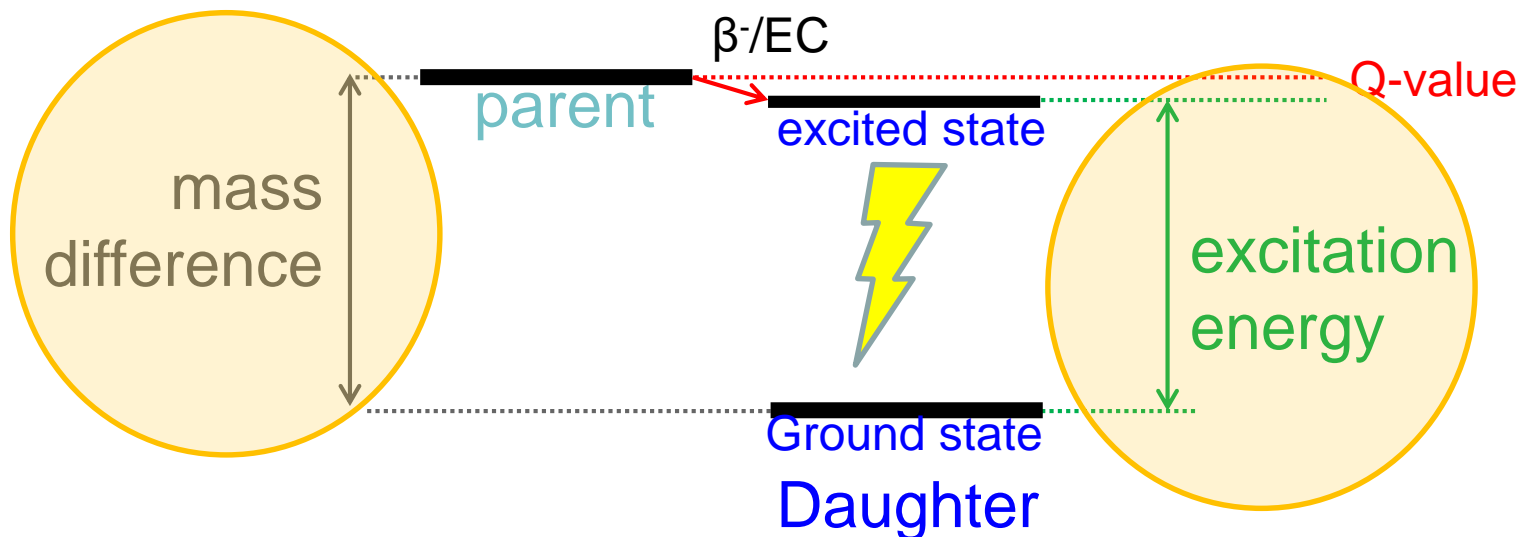 β⁻/EC
Q-value
parent
excited state
mass
difference
excitation
energy
Ground state
Daughter